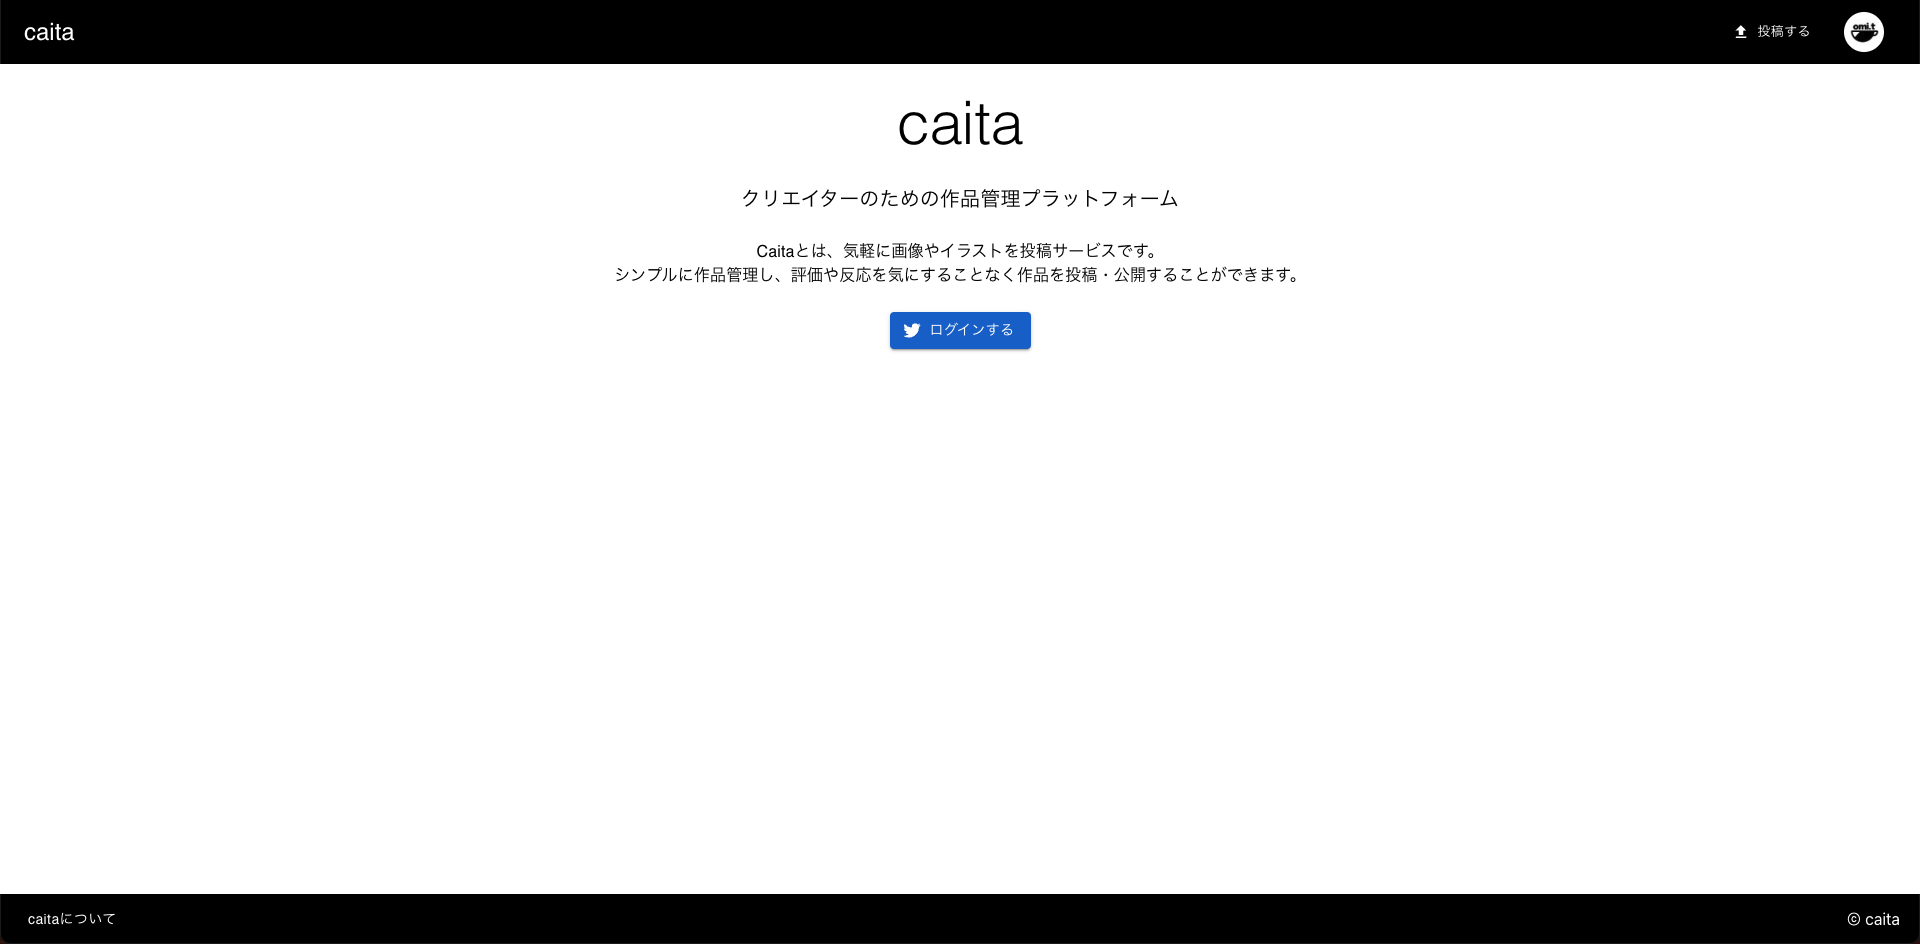 caita
投稿する
omi.t
caita
クリエイターのための作品管理プラットフォーム
Caitaとは、気軽に画像やイラストを投稿サービスです。
シンプルに作品管理し、評価や反応を気にすることなく作品を投稿・公開することができます。
ログインする
caitaについて
© caita